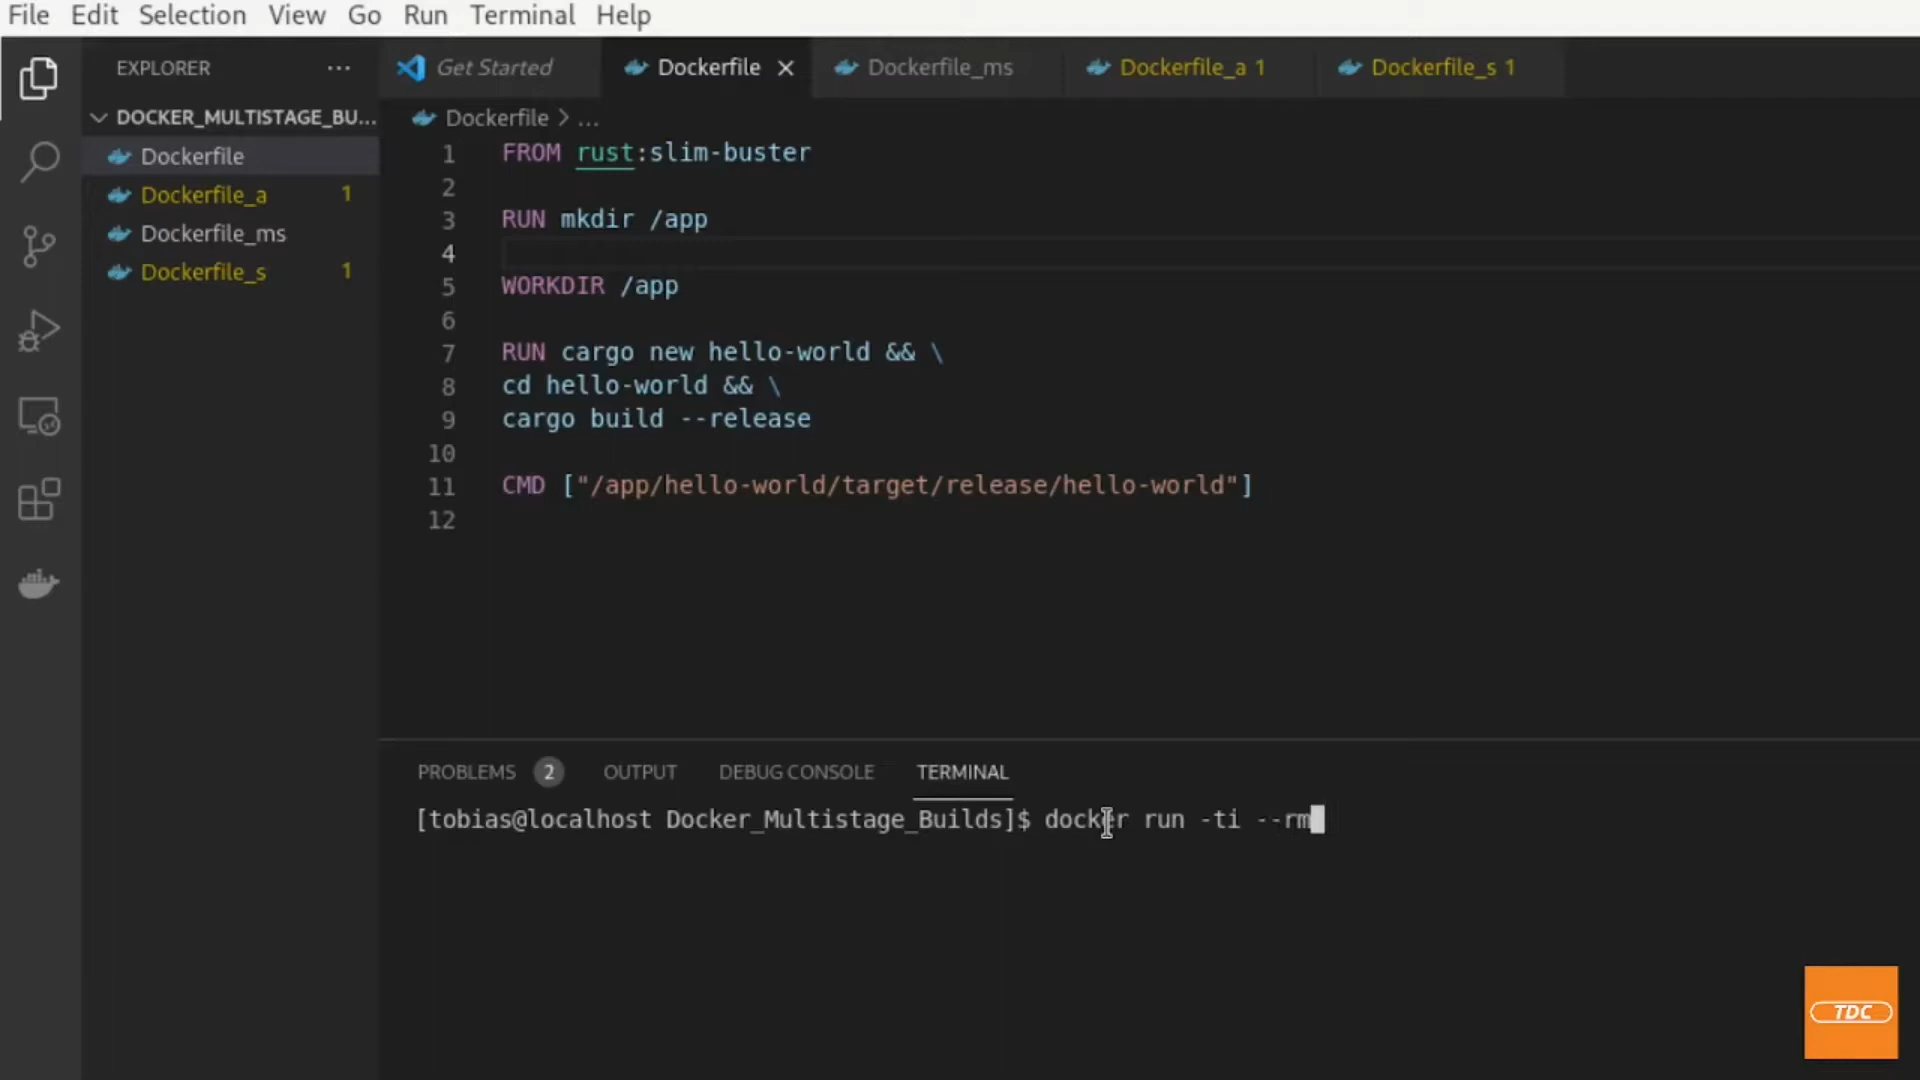 File Edit Selection View Go Run Terminal Help
EXPLORER ...
Get Started Dockerfile Dockerfile_ms Dockerfile_a 1 Dockerfile_s 1
DOCKER_MULTISTAGE_BU...
Dockerfile
Dockerfile_a 1
Dockerfile_ms
Dockerfile_s 1
Dockerfile > ...
1 FROM rust:slim-buster
2
3 RUN mkdir /app
4
5 WORKDIR /app
6
7 RUN cargo new hello-world && \
8 cd hello-world && \
9 cargo build --release
10
11 CMD ["/app/hello-world/target/release/hello-world"]
12
PROBLEMS 2 OUTPUT DEBUG CONSOLE TERMINAL
[tobias@localhost Docker_Multistage_Builds]$ docker run -ti --rm
TDC